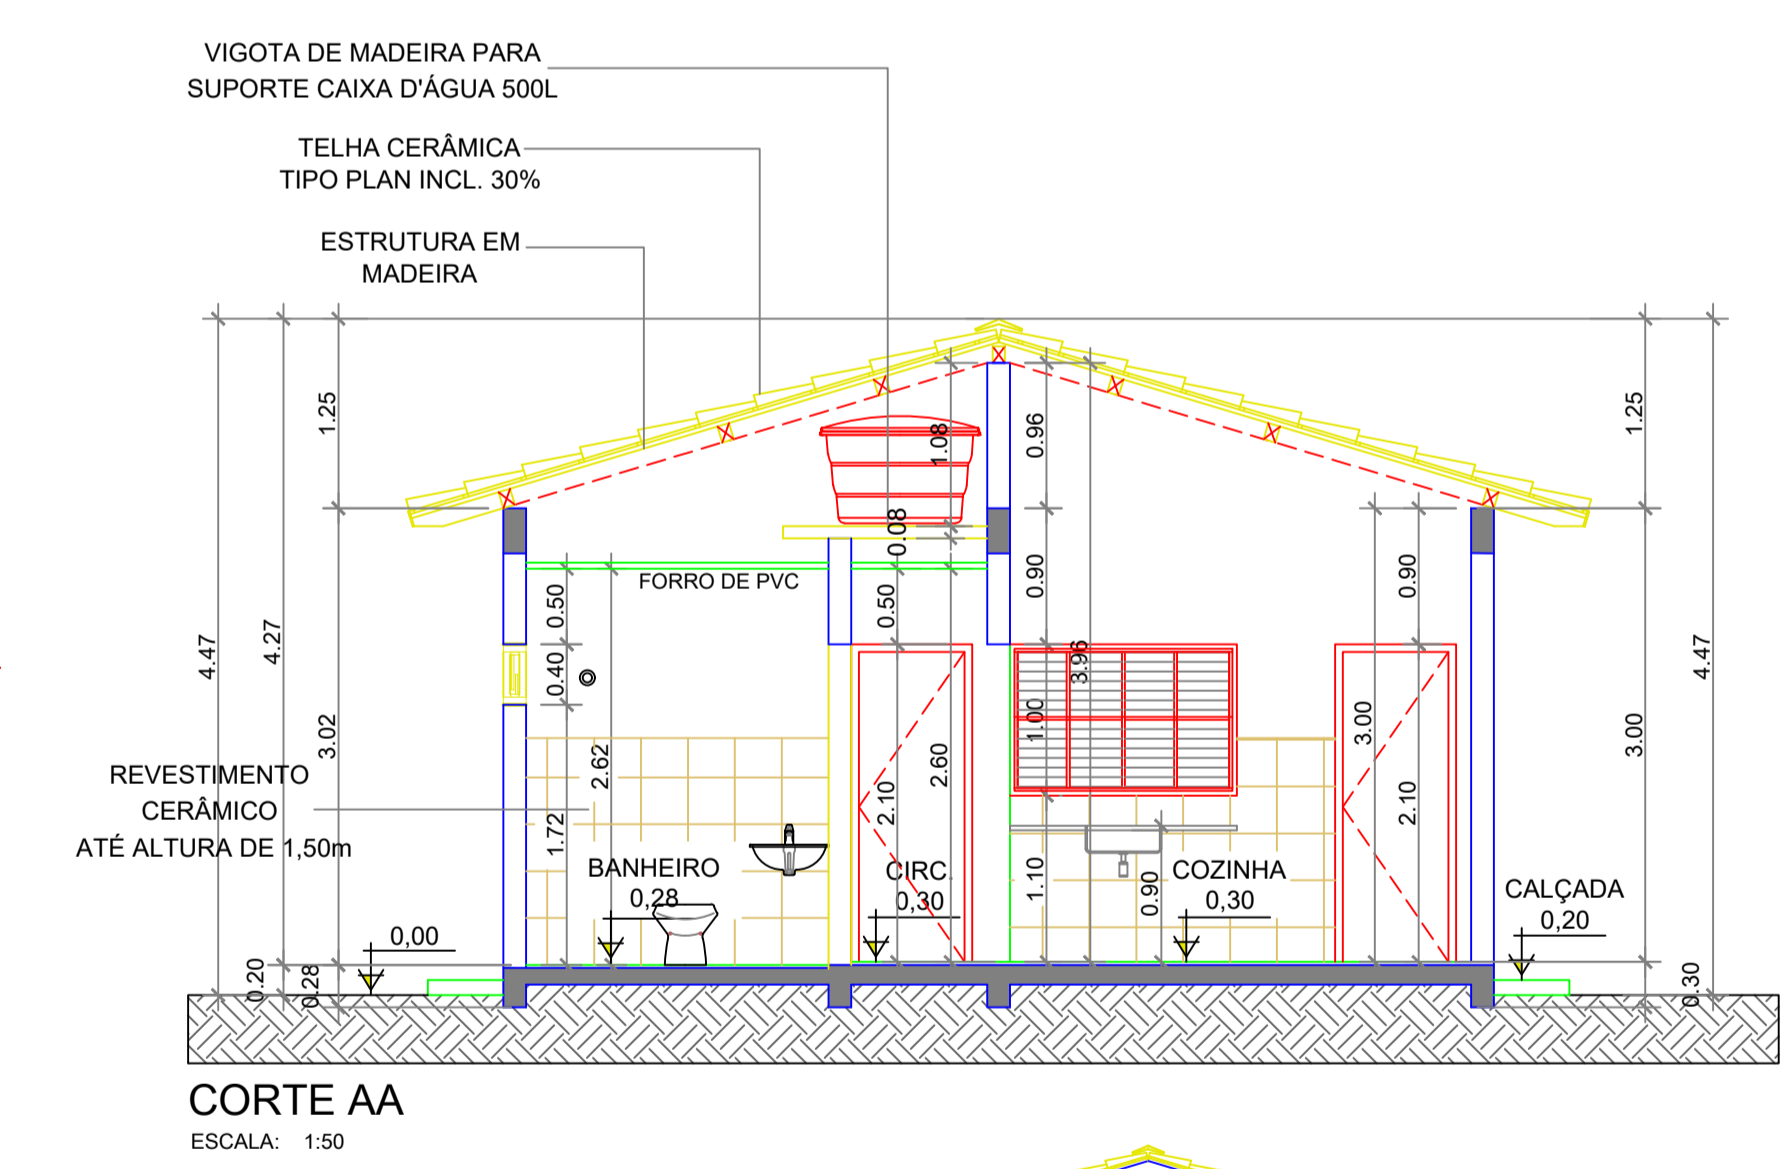 VIGOTA DE MADEIRA PARA
SUPORTE CAIXA D'ÁGUA 500L
TELHA CERÂMICA
TIPO PLAN INCL. 30%
ESTRUTURA EM
MADEIRA
1.25
1.08
0.96
1.25
0.08
FORRO DE PVC
0.50
0.50
0.90
0.90
4.47
4.27
0.40
3.96
4.47
3.02
1.00
3.00
3.00
REVESTIMENTO
CERÂMICO
ATÉ ALTURA DE 1,50m
2.62
1.72
2.60
2.10
2.10
BANHEIRO
0,28
CIRC.
0,30
1.10
0.90
COZINHA
0,30
CALÇADA
0,20
0,00
0.20
0.28
0.30
CORTE AA
ESCALA: 1:50